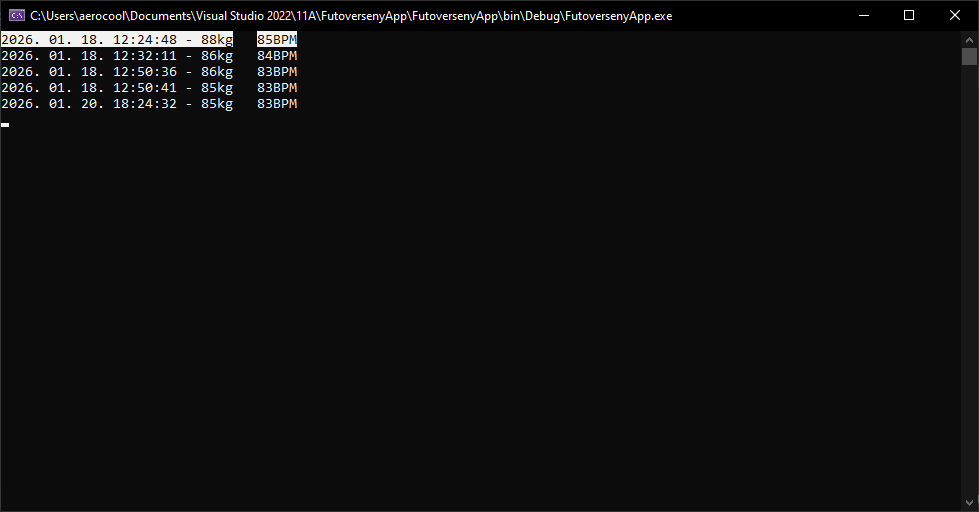 C:\Users\aerocool\Documents\Visual Studio 2022\11A\FutoversenyApp\FutoversenyApp\bin\Debug\FutoversenyApp.exe
2026. 01. 18. 12:24:48 - 88kg   85BPM
2026. 01. 18. 12:32:11 - 86kg   84BPM
2026. 01. 18. 12:50:36 - 86kg   83BPM
2026. 01. 18. 12:50:41 - 85kg   83BPM
2026. 01. 20. 18:24:32 - 85kg   83BPM